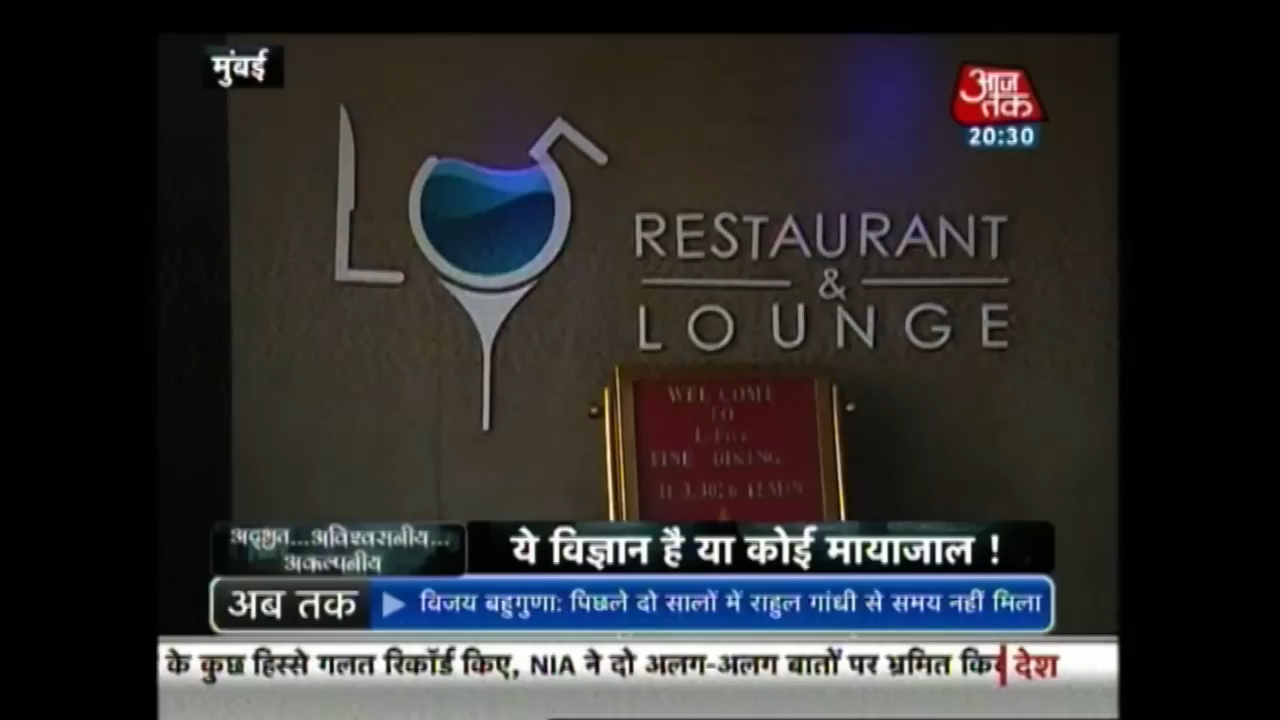 मुंबई
आज
तक
20:30
L
RESTAURANT
&
LOUNGE
WEL COME
TO
FINE DINING
अद्भुत...अविश्वसनीय...
अकल्पनीय
ये विज्ञान है या कोई मायाजाल !
अब तक
विजय बहुगुणा: पिछले दो सालों में राहुल गांधी से समय नहीं मिला
के कुछ हिस्से गलत रिकॉर्ड किए, NIA ने दो अलग-अलग बातों पर भ्रमित
देश